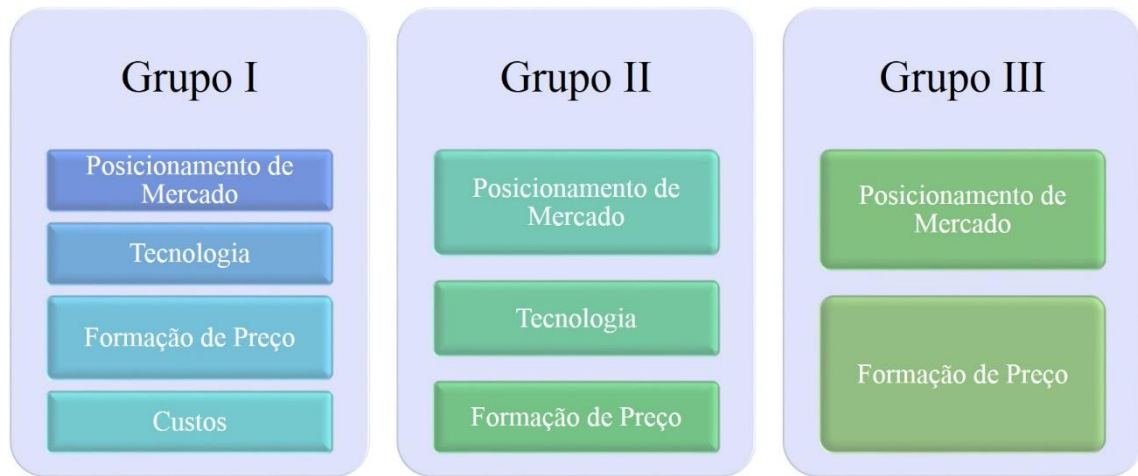 Grupo I
Posicionamento de
Mercado
Tecnologia
Formação de Preço
Custos
Grupo II
Posicionamento de
Mercado
Tecnologia
Formação de Preço
Grupo III
Posicionamento de
Mercado
Formação de Preço